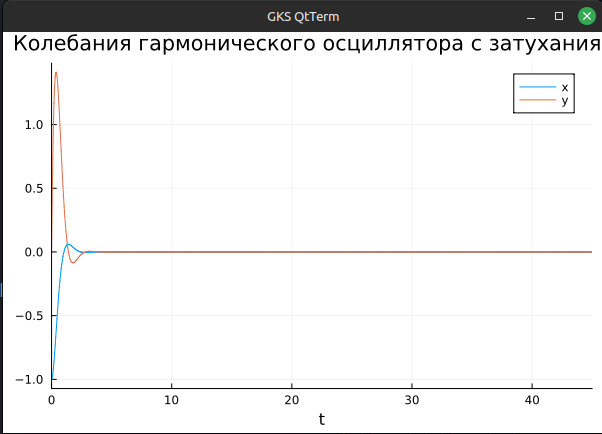 GKS QtTerm
Колебания гармонического осциллятора с затухания
x
y
1.0
0.5
0.0
−0.5
−1.0
0
10
20
30
40
t